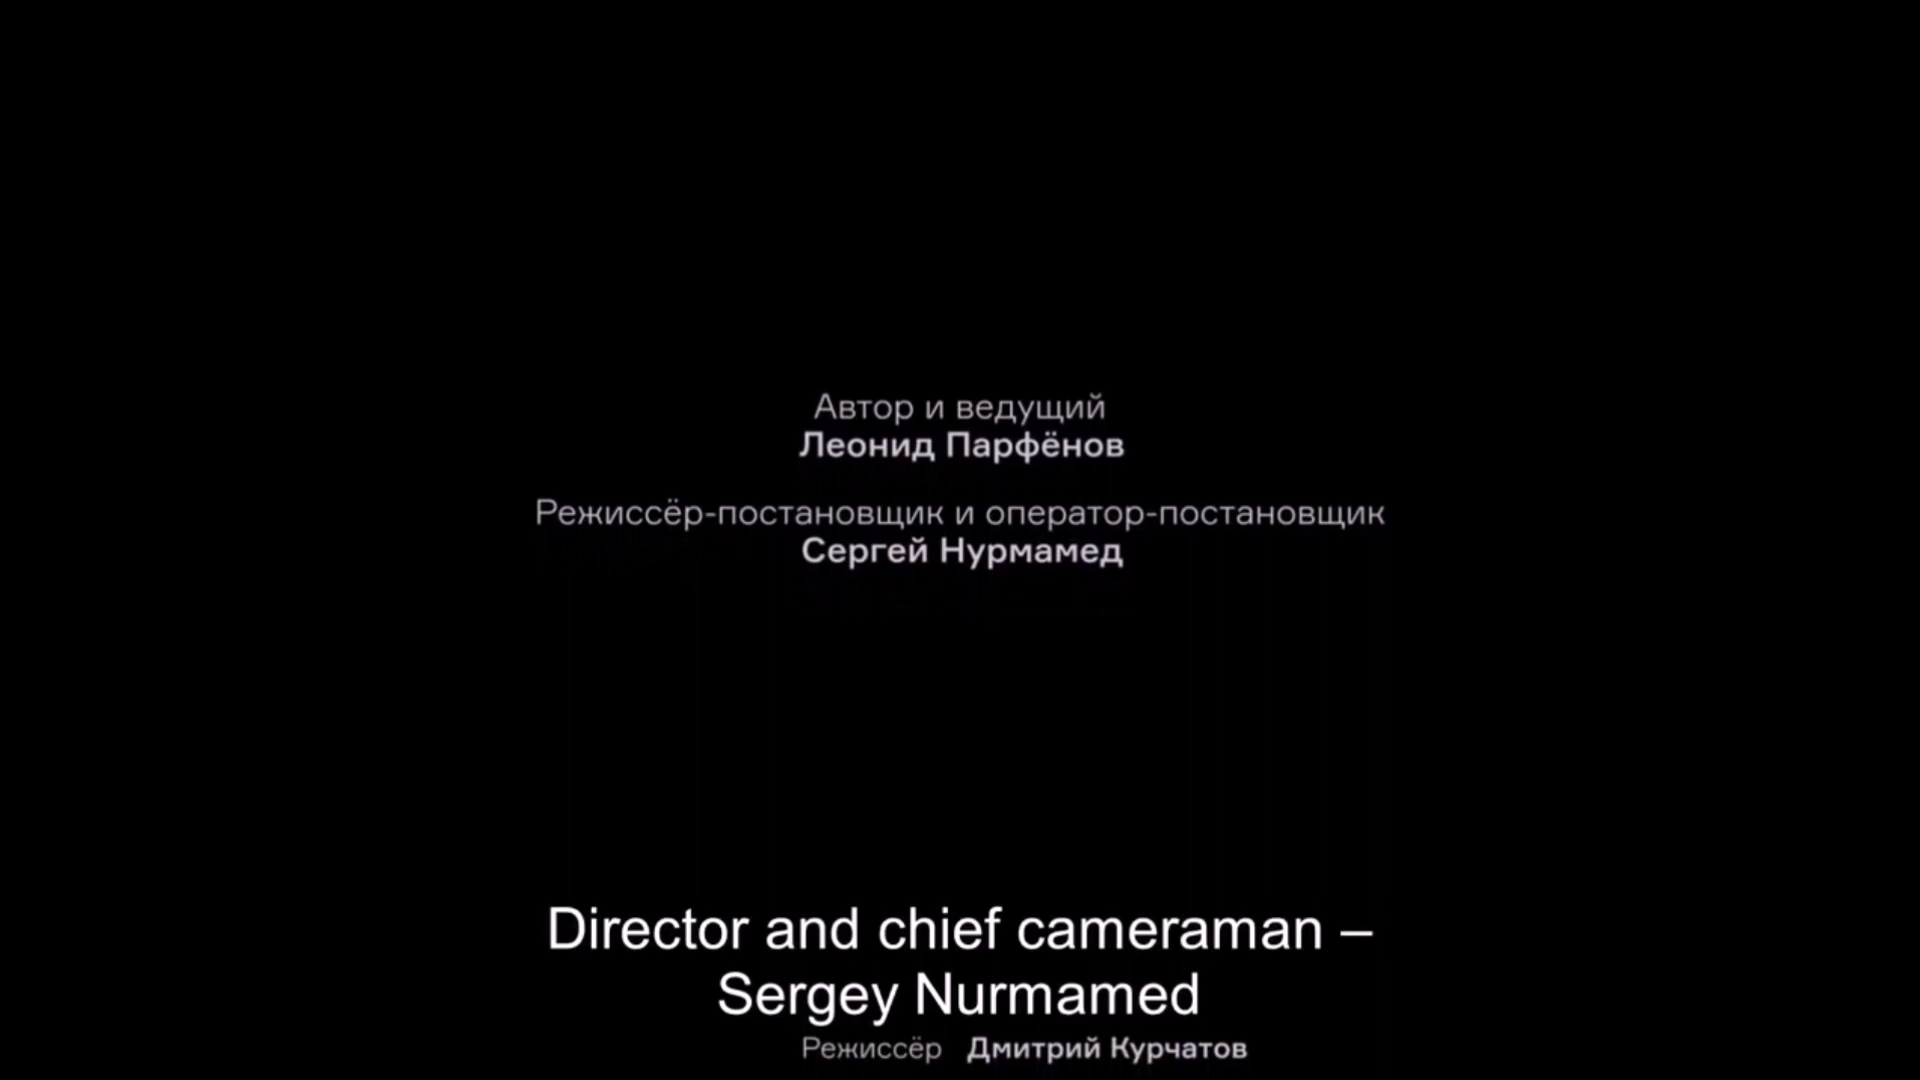 Автор и ведущий
Леонид Парфёнов
Режиссёр-постановщик и оператор-постановщик
Сергей Нурмамед
Director and chief cameraman –
Sergey Nurmamed
Режиссёр Дмитрий Курчатов